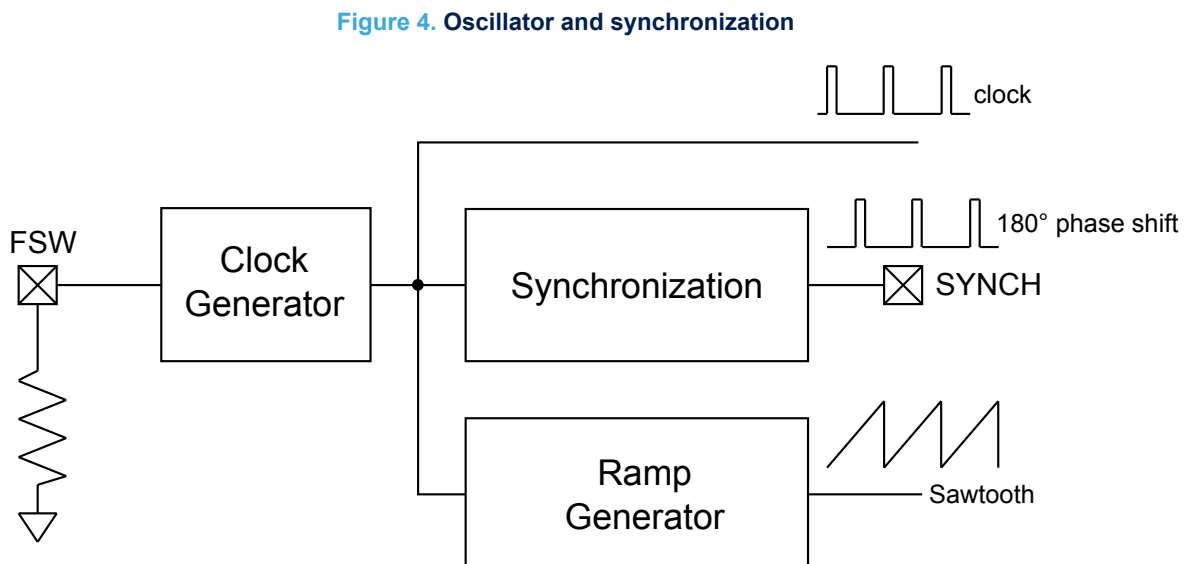 Figure 4. Oscillator and synchronization
clock
180° phase shift
FSW
Clock
Generator
Synchronization
SYNCH
Ramp
Generator
Sawtooth